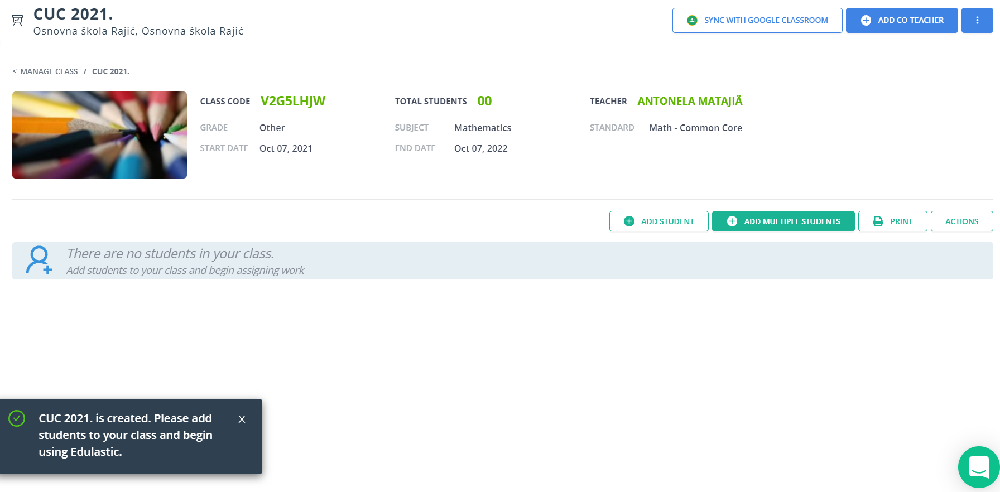 CUC 2021.
Osnovna škola Rajić, Osnovna škola Rajić
SYNC WITH GOOGLE CLASSROOM
ADD CO-TEACHER
< MANAGE CLASS / CUC 2021.
CLASS CODE V2G5LHJW
TOTAL STUDENTS 00
TEACHER ANTONELA MATAJIÄ
GRADE Other
SUBJECT Mathematics
STANDARD Math - Common Core
START DATE Oct 07, 2021
END DATE Oct 07, 2022
ADD STUDENT
ADD MULTIPLE STUDENTS
PRINT
ACTIONS
There are no students in your class.
Add students to your class and begin assigning work
CUC 2021. is created. Please add
students to your class and begin
using Edulastic.
X